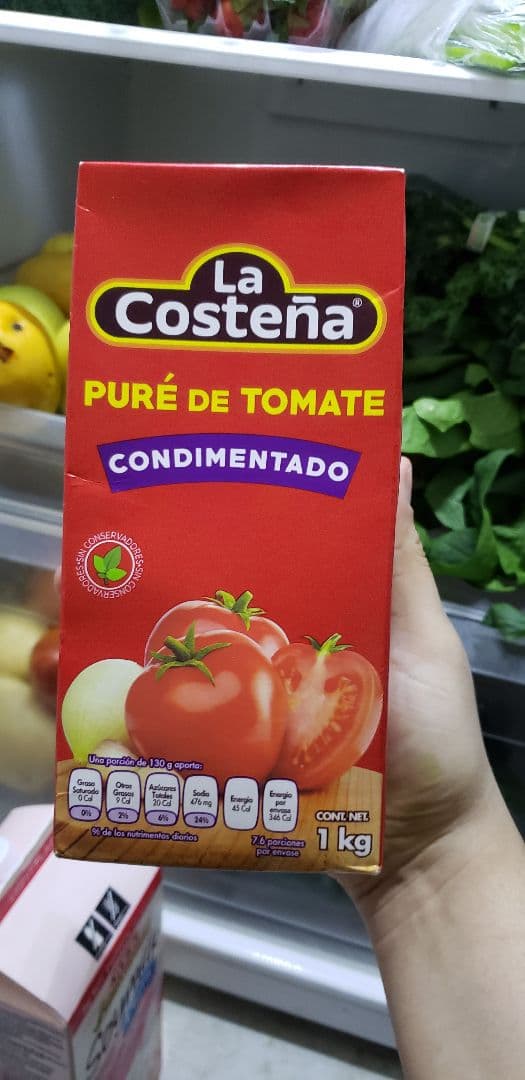 La
Costeña®
PURÉ DE TOMATE
CONDIMENTADO
SIN CONSERVADORES•SIN CONSERVADORES•
Una porción de 130 g aporta:
Grasa Saturada 0 Cal 0%
Otras Grasas 9 Cal 2%
Azúcares Totales 20 Cal 6%
Sodio 476 mg 24%
Energía 45 Cal
Energía por envase 346 Cal
% de los nutrimentos diarios
7.6 porciones
por envase
CONT. NET.
1 kg